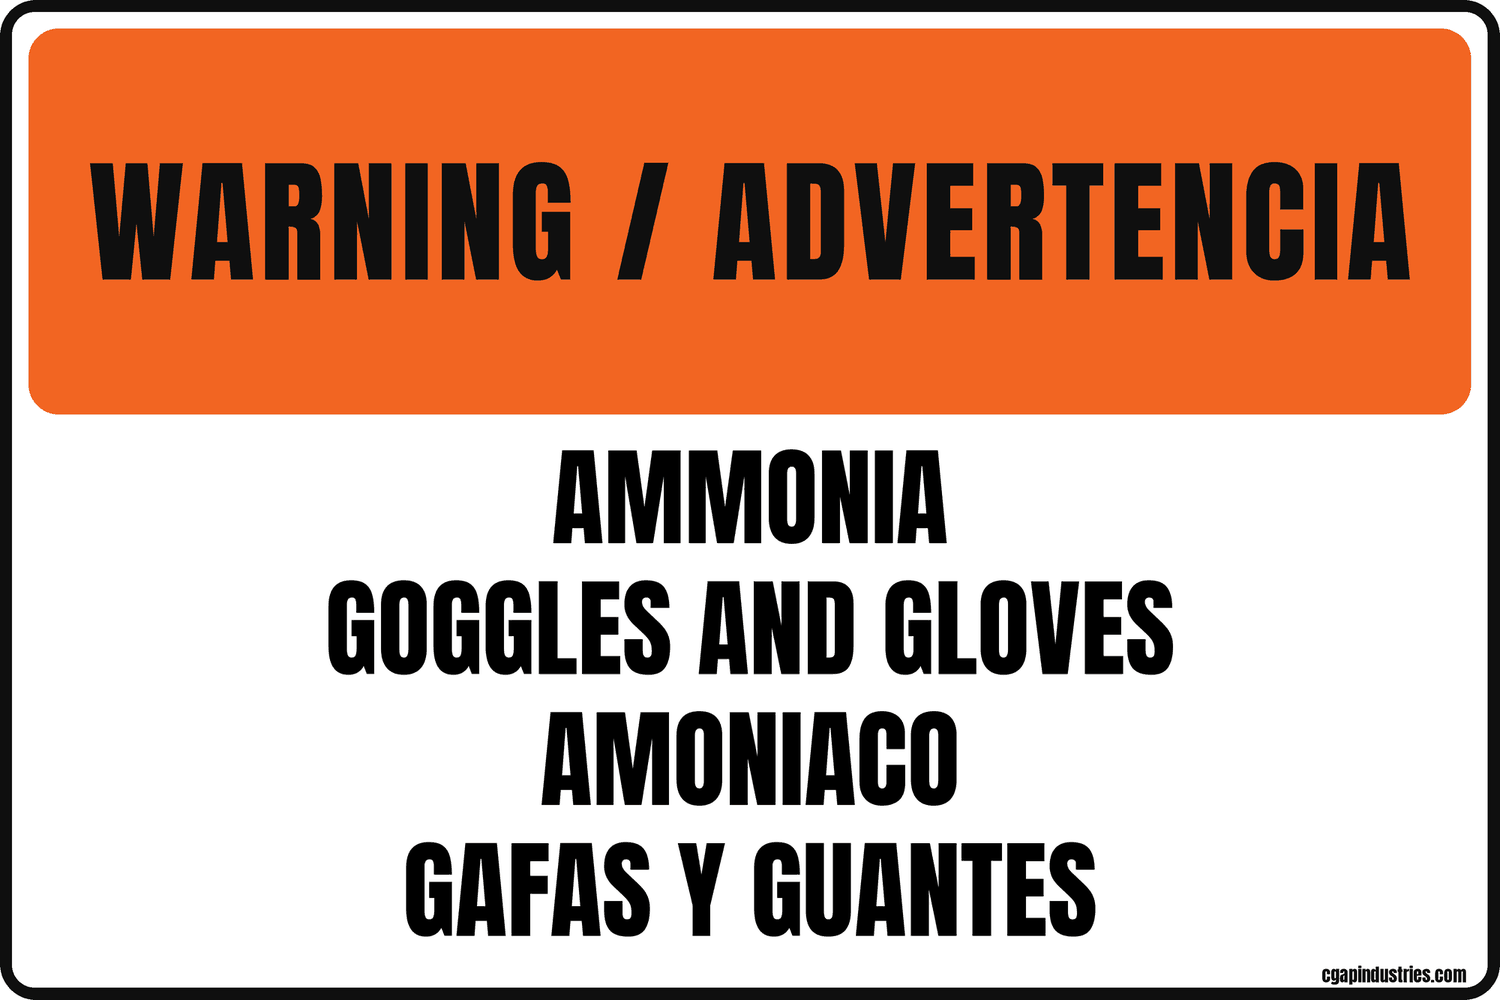 WARNING / ADVERTENCIA
AMMONIA
GOGGLES AND GLOVES
AMONIACO
GAFAS Y GUANTES
cgapindustries.com